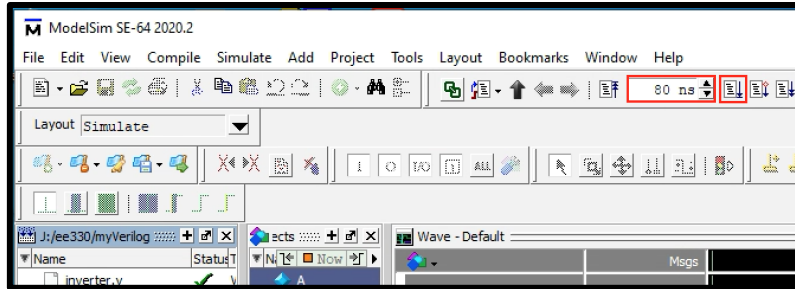 ModelSim SE-64 2020.2
File Edit View Compile Simulate Add Project Tools Layout Bookmarks Window Help
80 ns
Layout Simulate
I/O ALL
J:/ee330/myVerilog ects Wave - Default
Name Status T N Now Msgs
inverter.v A